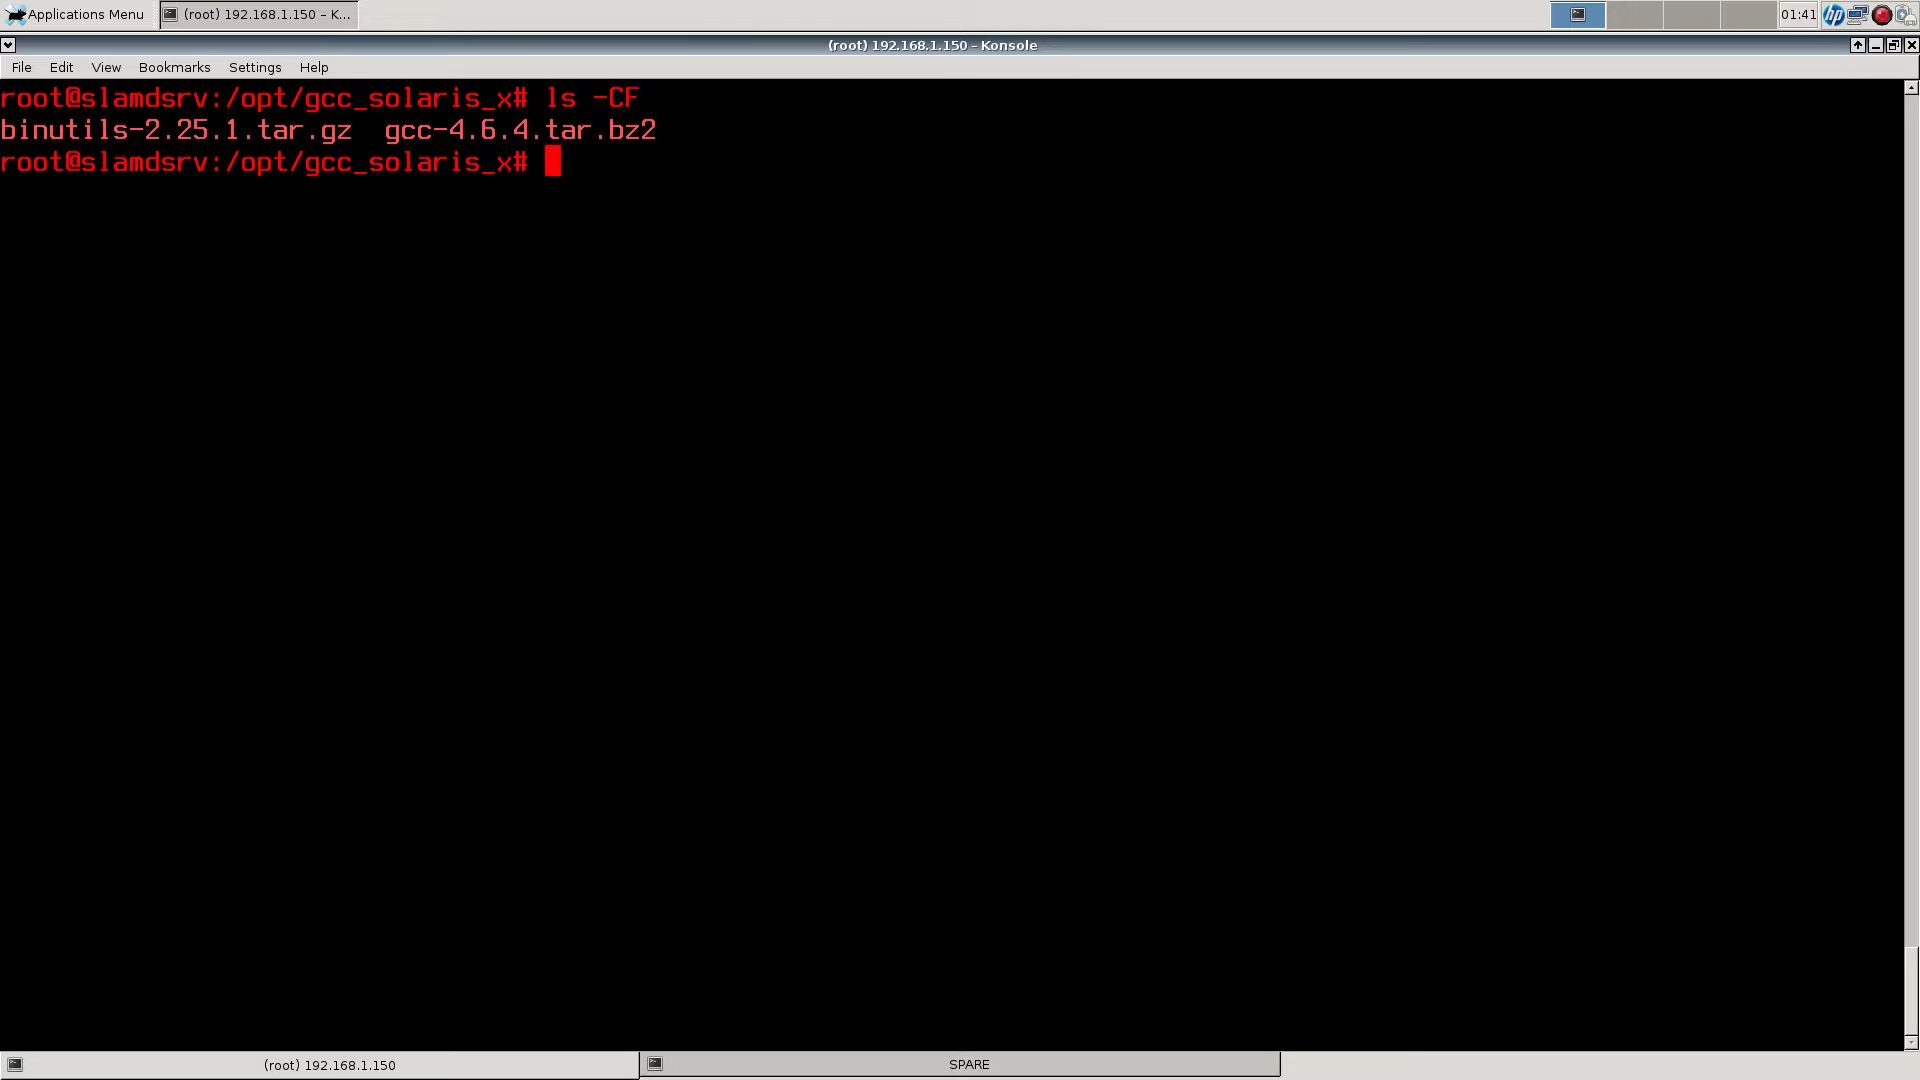 Applications Menu (root) 192.168.1.150 – K... 01:41 hp
(root) 192.168.1.150 – Konsole
File Edit View Bookmarks Settings Help
root@slamdsrv:/opt/gcc_solaris_x# ls -CF
binutils-2.25.1.tar.gz  gcc-4.6.4.tar.bz2
root@slamdsrv:/opt/gcc_solaris_x#
(root) 192.168.1.150 SPARE